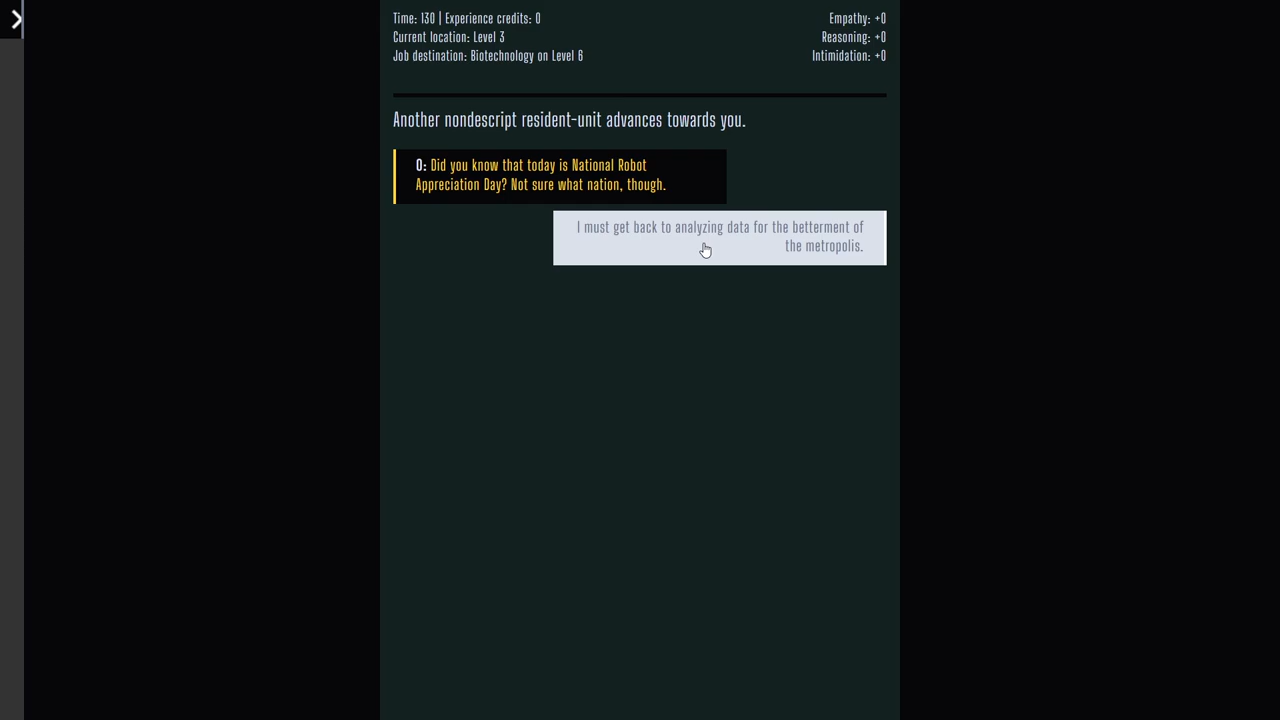 Time: 130 | Experience credits: 0
Empathy: +0
Current location: Level 3
Reasoning: +0
Job destination: Biotechnology on Level 6
Intimidation: +0
Another nondescript resident-unit advances towards you.
O: Did you know that today is National Robot
Appreciation Day? Not sure what nation, though.
I must get back to analyzing data for the betterment of
the metropolis.